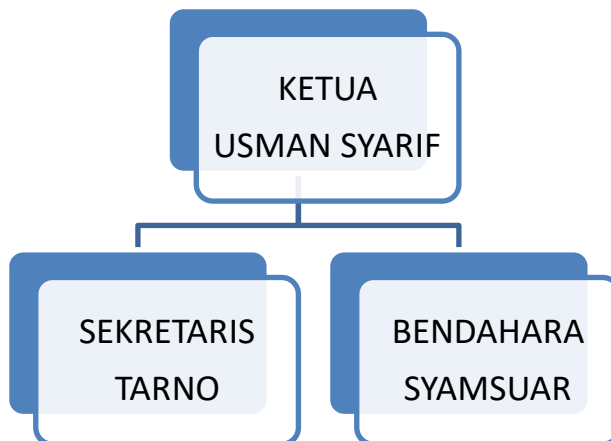 KETUA
USMAN SYARIF
SEKRETARIS
TARNO
BENDAHARA
SYAMSUAR